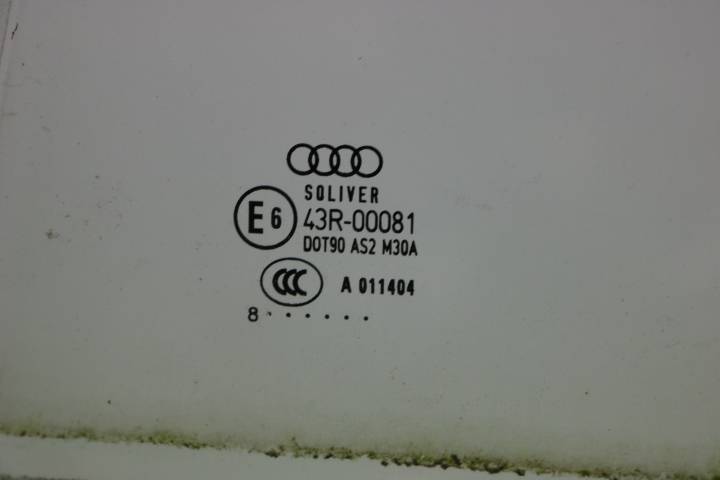 SOLIVER
E6 43R-00081
DOT90 AS2 M30A
CCC A 011404
8 . . . . . .